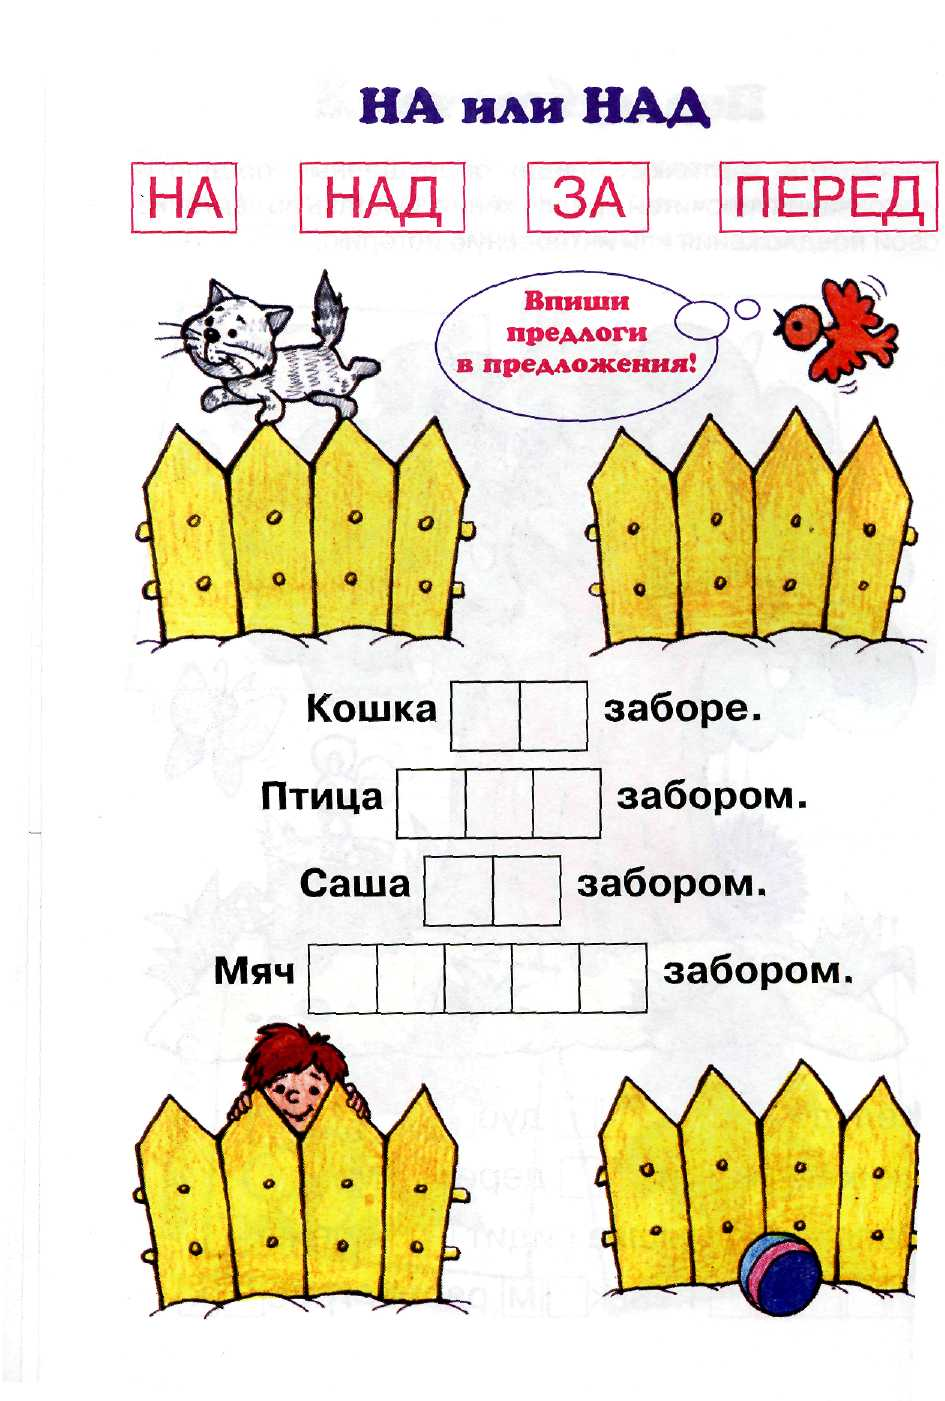 НА или НАД
НА НАД ЗА ПЕРЕД
Впиши
предлоги
в предложения!
Кошка заборе.
Птица забором.
Саша забором.
Мяч забором.